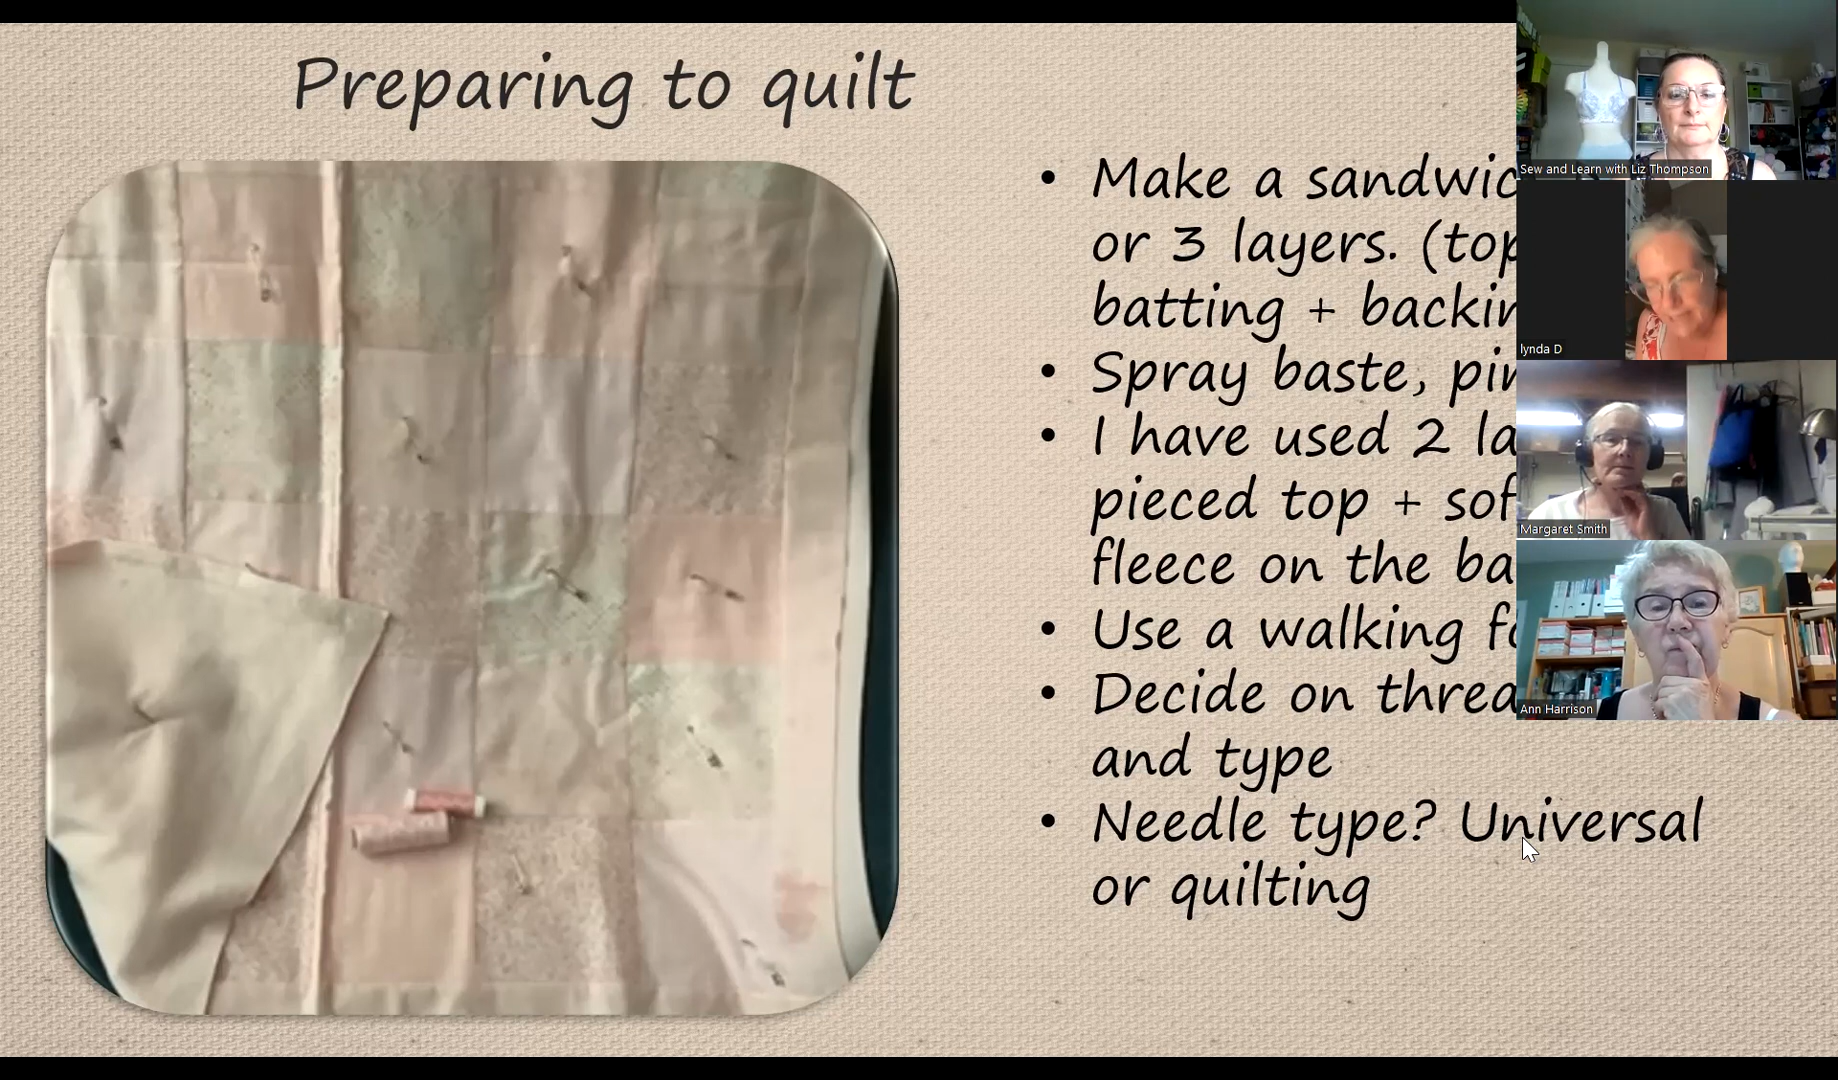 Preparing to quilt
• Make a sandwic
or 3 layers. (top
batting + backin
• Spray baste, pin
• I have used 2 la
pieced top + sof
fleece on the ba
• Use a walking fo
• Decide on threa
and type
• Needle type? Universal
or quilting
Sew and Learn with Liz Thompson
lynda D
Margaret Smith
Ann Harrison